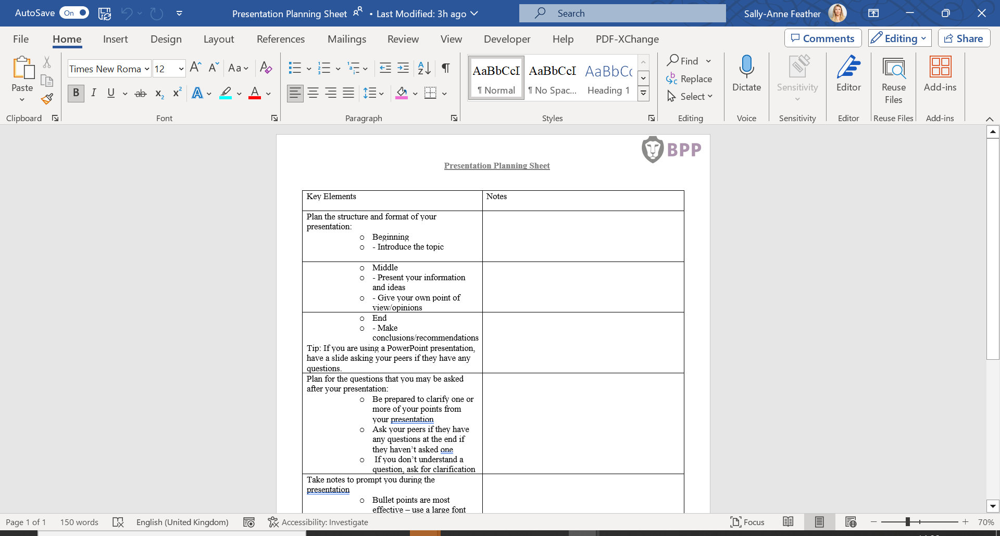 AutoSave On Presentation Planning Sheet • Last Modified: 3h ago Search Sally-Anne Feather
File Home Insert Design Layout References Mailings Review View Developer Help PDF-XChange Comments Editing Share
Times New Roma 12 Aa
Paste
B I U ab x2 x2 A A
AaBbCcI AaBbCcI AaBbCc
¶ Normal ¶ No Spac... Heading 1
Find
Replace
Select
Dictate
Sensitivity
Editor
Reuse
Files
Add-ins
Clipboard Font Paragraph Styles Editing Voice Sensitivity Editor Reuse Files Add-ins
BPP
Presentation Planning Sheet
Key Elements Notes
Plan the structure and format of your
presentation:
o Beginning
o - Introduce the topic
o Middle
o - Present your information
and ideas
o - Give your own point of
view/opinions
o End
o - Make
conclusions/recommendations
Tip: If you are using a PowerPoint presentation,
have a slide asking your peers if they have any
questions.
Plan for the questions that you may be asked
after your presentation:
o Be prepared to clarify one or
more of your points from
your presentation
o Ask your peers if they have
any questions at the end if
they haven't asked one
o If you don't understand a
question, ask for clarification
Take notes to prompt you during the
presentation
o Bullet points are most
effective – use a large font
Page 1 of 1 150 words English (United Kingdom) Accessibility: Investigate Focus 70%